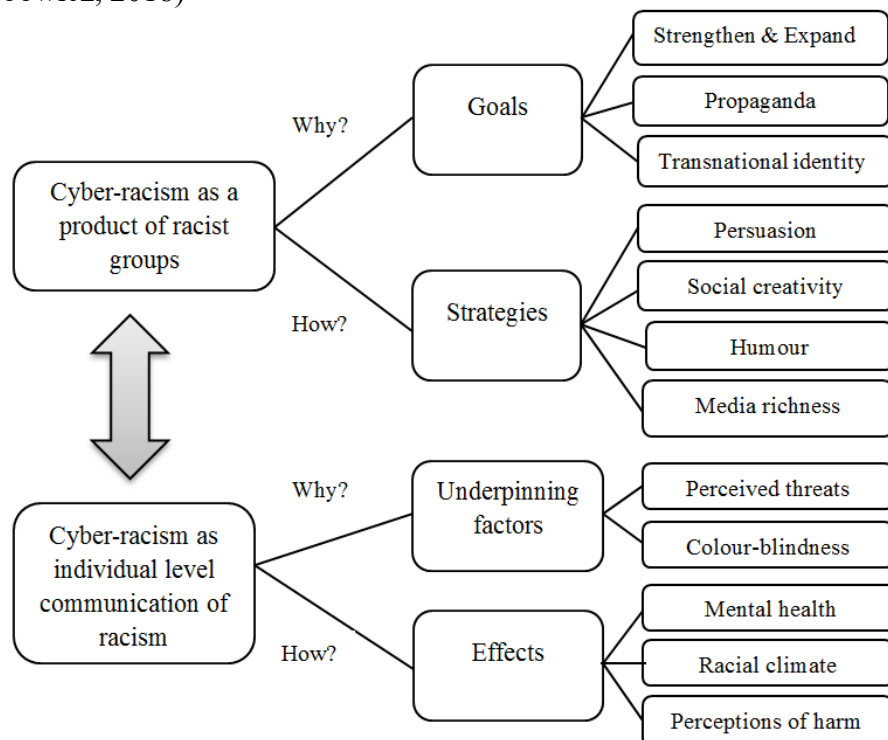 2018)
Strengthen & Expand
Goals
Propaganda
Why?
Transnational identity
Cyber-racism as a
product of racist
groups
Persuasion
Social creativity
How?
Strategies
Humour
Media richness
Why?
Underpinning
factors
Perceived threats
Colour-blindness
Cyber-racism as
individual level
communication of
racism
Mental health
How?
Effects
Racial climate
Perceptions of harm